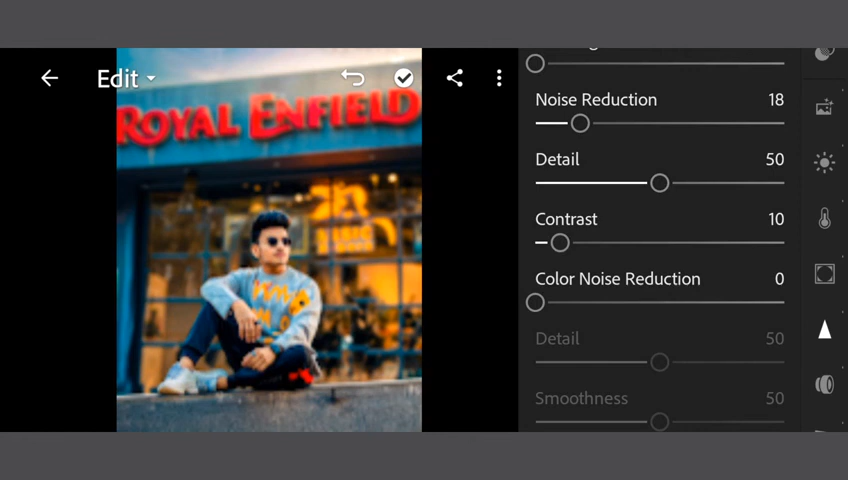 Edit
ROYAL ENFIELD
Noise Reduction 18
Detail 50
Contrast 10
Color Noise Reduction 0
Detail 50
Smoothness 50